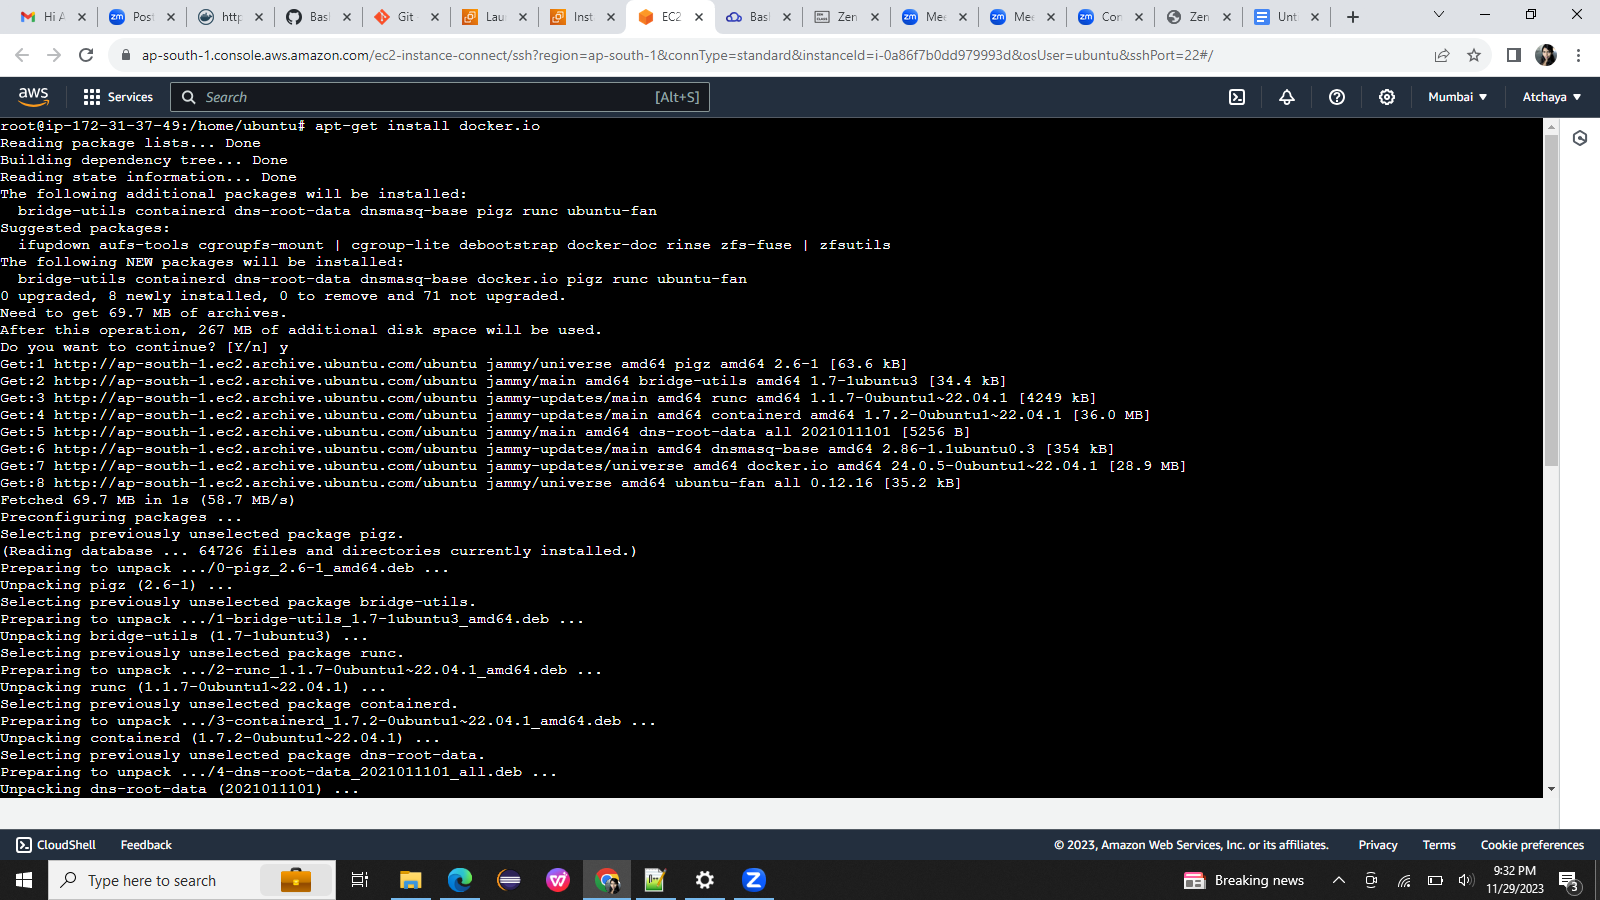 Hi A
Post
http
Basl
Git
Laun
Inst
EC2
Basl
Zen
Mee
Mee
Con
Zen
Unti
ap-south-1.console.aws.amazon.com/ec2-instance-connect/ssh?region=ap-south-1&connType=standard&instanceId=i-0a86f7b0dd979993d&osUser=ubuntu&sshPort=22#/
aws
Services
Search
[Alt+S]
Mumbai
Atchaya
root@ip-172-31-37-49:/home/ubuntu# apt-get install docker.io
Reading package lists... Done
Building dependency tree... Done
Reading state information... Done
The following additional packages will be installed:
  bridge-utils containerd dns-root-data dnsmasq-base pigz runc ubuntu-fan
Suggested packages:
  ifupdown aufs-tools cgroupfs-mount | cgroup-lite debootstrap docker-doc rinse zfs-fuse | zfsutils
The following NEW packages will be installed:
  bridge-utils containerd dns-root-data dnsmasq-base docker.io pigz runc ubuntu-fan
0 upgraded, 8 newly installed, 0 to remove and 71 not upgraded.
Need to get 69.7 MB of archives.
After this operation, 267 MB of additional disk space will be used.
Do you want to continue? [Y/n] y
Get:1 http://ap-south-1.ec2.archive.ubuntu.com/ubuntu jammy/universe amd64 pigz amd64 2.6-1 [63.6 kB]
Get:2 http://ap-south-1.ec2.archive.ubuntu.com/ubuntu jammy/main amd64 bridge-utils amd64 1.7-1ubuntu3 [34.4 kB]
Get:3 http://ap-south-1.ec2.archive.ubuntu.com/ubuntu jammy-updates/main amd64 runc amd64 1.1.7-0ubuntu1~22.04.1 [4249 kB]
Get:4 http://ap-south-1.ec2.archive.ubuntu.com/ubuntu jammy-updates/main amd64 containerd amd64 1.7.2-0ubuntu1~22.04.1 [36.0 MB]
Get:5 http://ap-south-1.ec2.archive.ubuntu.com/ubuntu jammy/main amd64 dns-root-data all 2021011101 [5256 B]
Get:6 http://ap-south-1.ec2.archive.ubuntu.com/ubuntu jammy-updates/main amd64 dnsmasq-base amd64 2.86-1.1ubuntu0.3 [354 kB]
Get:7 http://ap-south-1.ec2.archive.ubuntu.com/ubuntu jammy-updates/universe amd64 docker.io amd64 24.0.5-0ubuntu1~22.04.1 [28.9 MB]
Get:8 http://ap-south-1.ec2.archive.ubuntu.com/ubuntu jammy/universe amd64 ubuntu-fan all 0.12.16 [35.2 kB]
Fetched 69.7 MB in 1s (58.7 MB/s)
Preconfiguring packages ...
Selecting previously unselected package pigz.
(Reading database ... 64726 files and directories currently installed.)
Preparing to unpack .../0-pigz_2.6-1_amd64.deb ...
Unpacking pigz (2.6-1) ...
Selecting previously unselected package bridge-utils.
Preparing to unpack .../1-bridge-utils_1.7-1ubuntu3_amd64.deb ...
Unpacking bridge-utils (1.7-1ubuntu3) ...
Selecting previously unselected package runc.
Preparing to unpack .../2-runc_1.1.7-0ubuntu1~22.04.1_amd64.deb ...
Unpacking runc (1.1.7-0ubuntu1~22.04.1) ...
Selecting previously unselected package containerd.
Preparing to unpack .../3-containerd_1.7.2-0ubuntu1~22.04.1_amd64.deb ...
Unpacking containerd (1.7.2-0ubuntu1~22.04.1) ...
Selecting previously unselected package dns-root-data.
Preparing to unpack .../4-dns-root-data_2021011101_all.deb ...
Unpacking dns-root-data (2021011101) ...
CloudShell
Feedback
© 2023, Amazon Web Services, Inc. or its affiliates.
Privacy
Terms
Cookie preferences
Type here to search
Breaking news
9:32 PM
11/29/2023
3